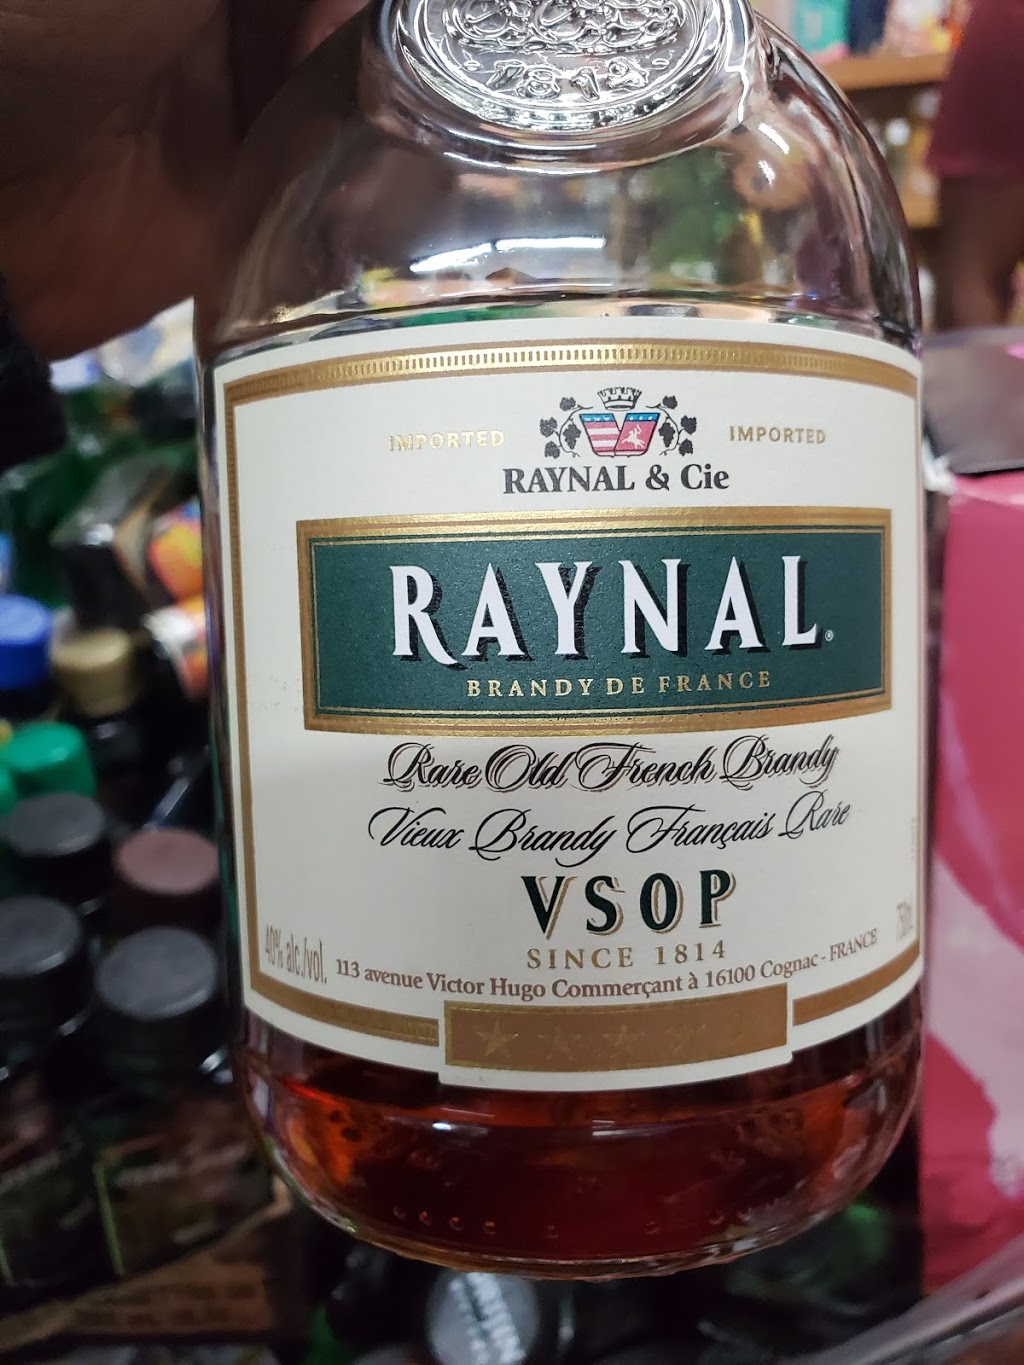 1814
IMPORTED
IMPORTED
RAYNAL & Cie
RAYNAL
BRANDY DE FRANCE
Rare Old French Brandy
Vieux Brandy Français Rare
VSOP
SINCE 1814
40% alc./vol.
113 avenue Victor Hugo Commerçant à 16100 Cognac - FRANCE